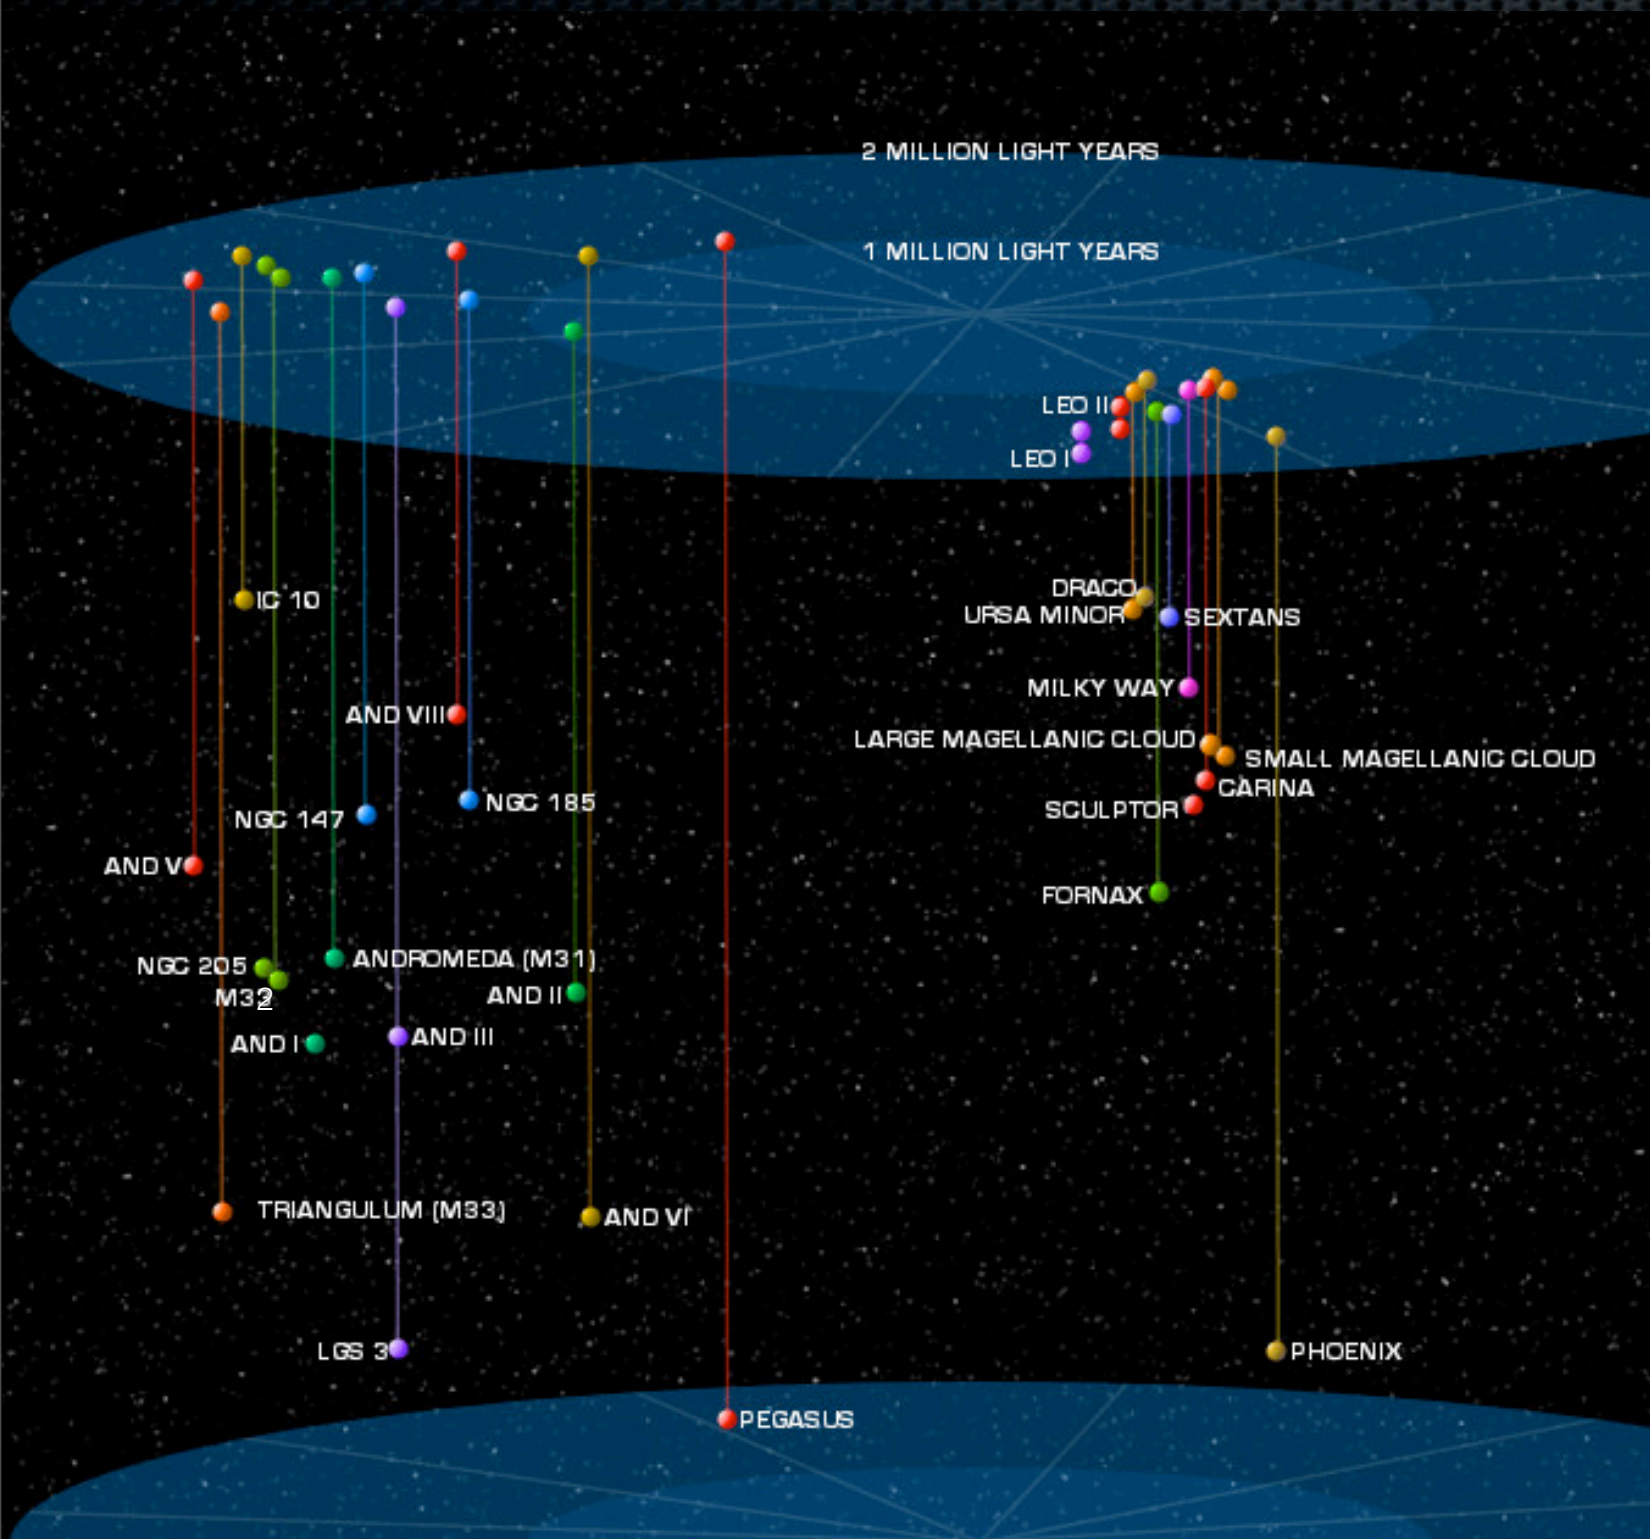 2 MILLION LIGHT YEARS
1 MILLION LIGHT YEARS
LEO II
LEO I
DRACO
IC 10
URSA MINOR
SEXTANS
MILKY WAY
AND VIII
LARGE MAGELLANIC CLOUD
SMALL MAGELLANIC CLOUD
CARINA
NGC 185
SCULPTOR
NGC 147
AND V
FORNAX
ANDROMEDA (M31)
NGC 205
AND II
M32
AND III
AND I
TRIANGULUM (M33)
AND VI
LGS 3
PHOENIX
PEGASUS